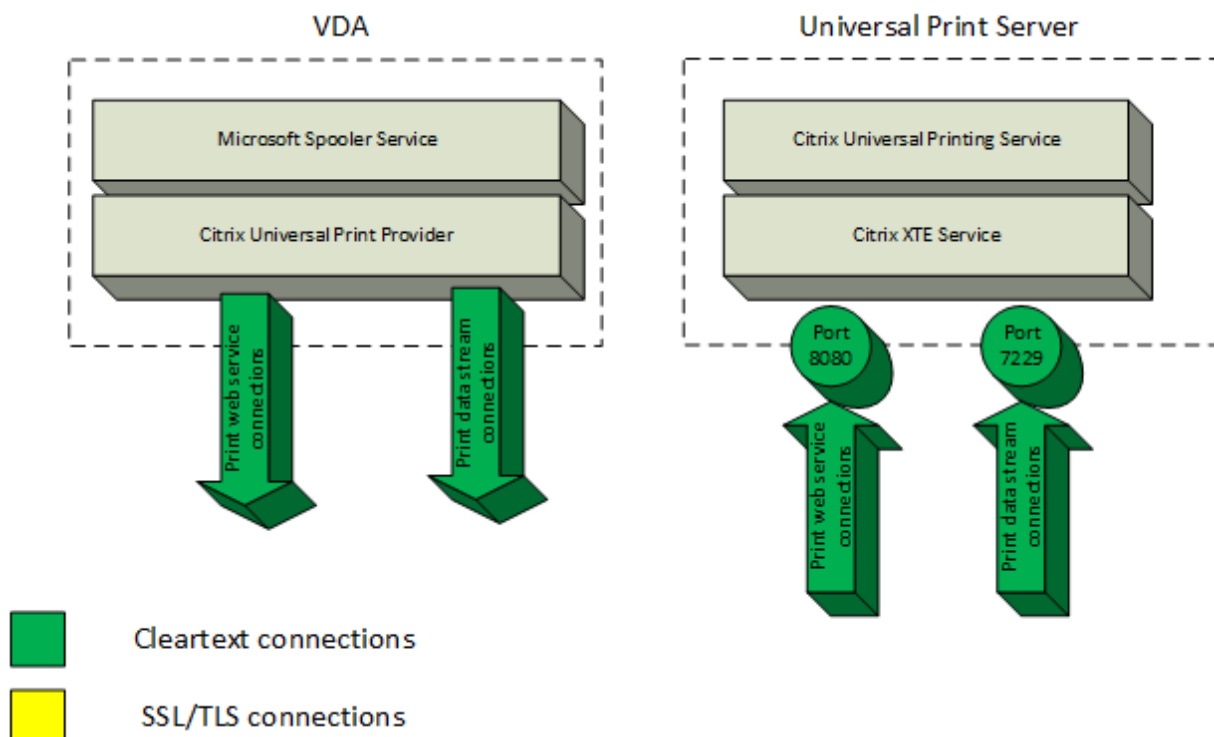 VDA
Universal Print Server
Microsoft Spooler Service
Citrix Universal Print Provider
Citrix Universal Printing Service
Citrix XTE Service
Print web service
connections
Print data stream
connections
Port
8080
Port
7229
Print web service
connections
Print data stream
connections
Cleartext connections
SSL/TLS connections